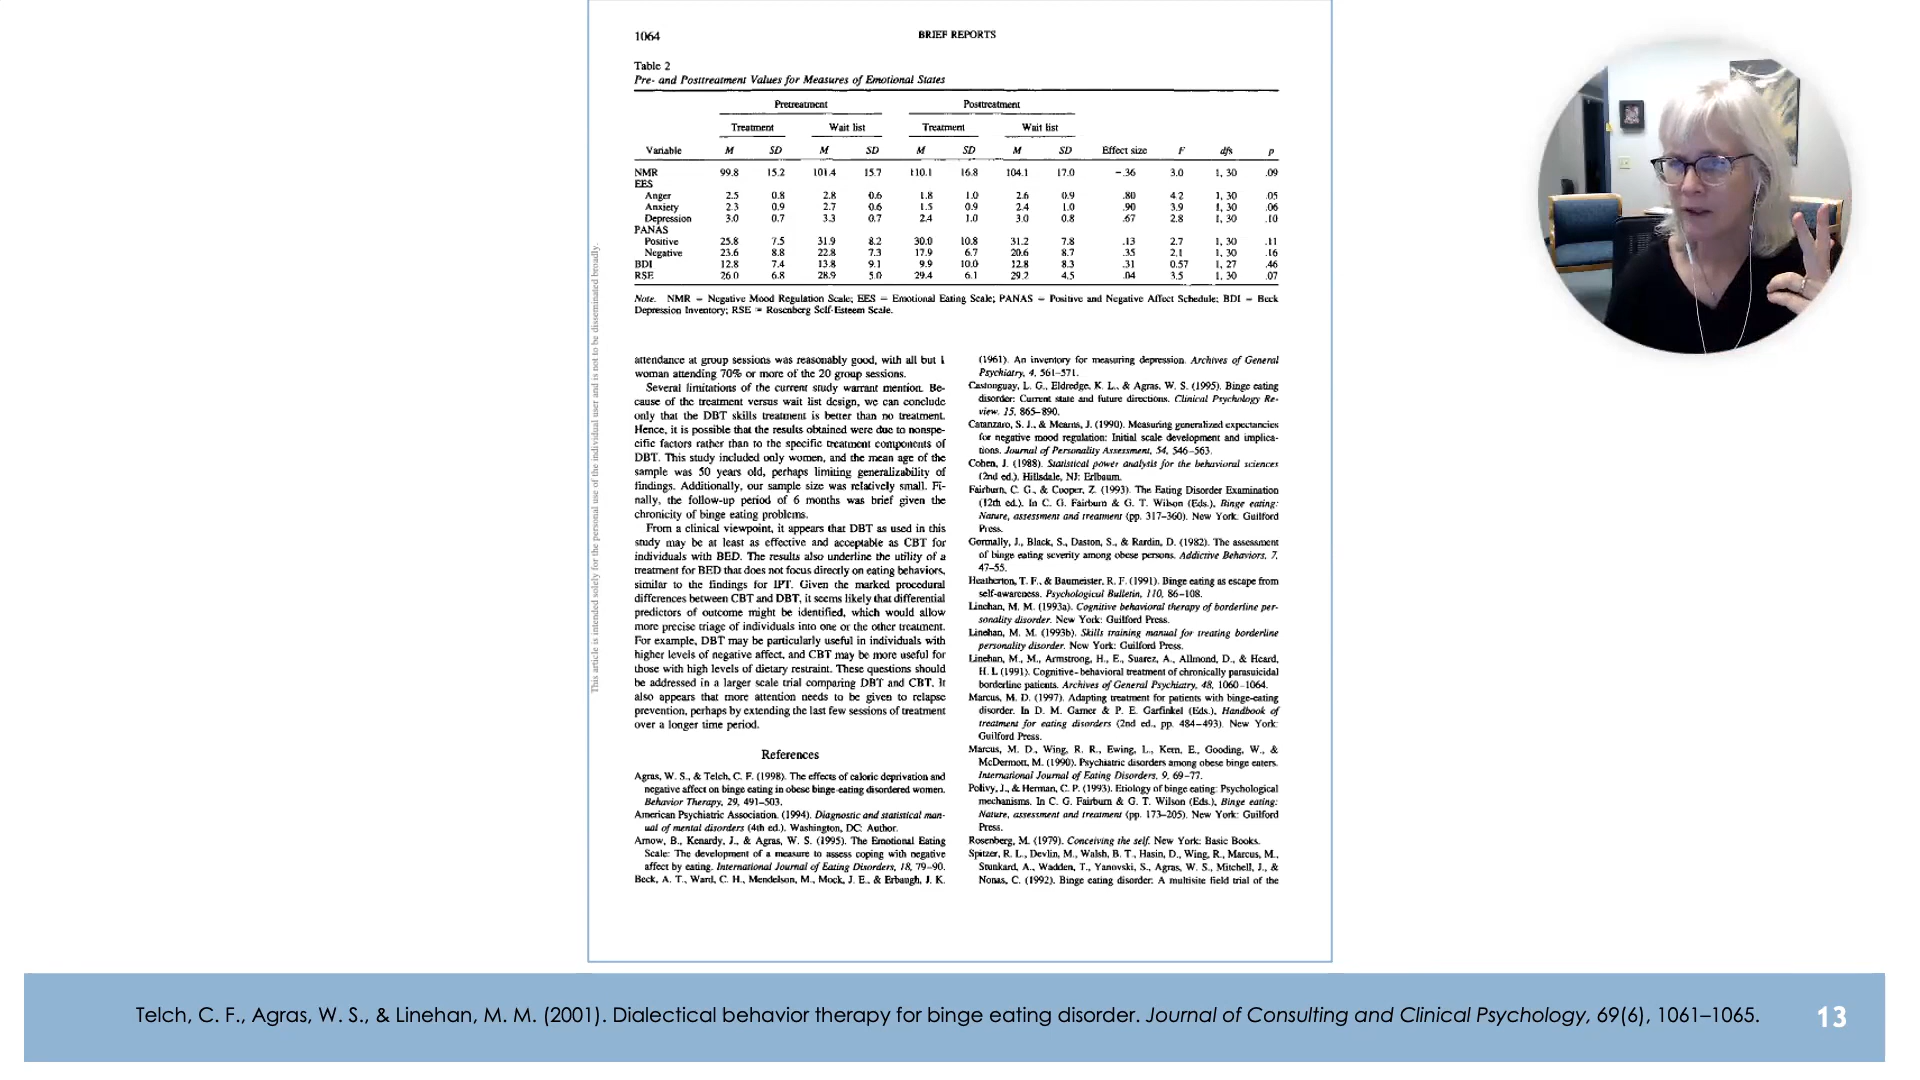 1064
BRIEF REPORTS
Table 2
Pre- and Posttreatment Values for Measures of Emotional States
Pretreatment Posttreatment
Treatment Wait list Treatment Wait list
Variable M SD M SD M SD M SD Effect size F dfs p
NMR 99.8 15.2 101.4 15.7 110.1 16.8 104.1 17.0 −.36 3.0 1, 30 .09
EES
Anger 2.5 0.8 2.8 0.6 1.8 1.0 2.6 0.9 .80 4.2 1, 30 .05
Anxiety 2.3 0.9 2.7 0.6 1.5 0.9 2.4 1.0 .90 3.9 1, 30 .06
Depression 3.0 0.7 3.3 0.7 2.4 1.0 3.0 0.8 .67 2.8 1, 30 .10
PANAS
Positive 25.8 7.5 31.9 8.2 30.0 10.8 31.2 7.8 .13 2.7 1, 30 .11
Negative 23.6 8.8 22.8 7.3 17.9 6.7 20.6 8.7 .35 2.1 1, 30 .16
BDI 12.8 7.4 13.8 9.1 9.9 10.0 12.8 8.3 .31 0.57 1, 27 .46
RSE 26.0 6.8 28.9 5.0 29.4 6.1 29.2 4.5 .04 3.5 1, 30 .07
Note. NMR = Negative Mood Regulation Scale; EES = Emotional Eating Scale; PANAS = Positive and Negative Affect Schedule; BDI = Beck
Depression Inventory; RSE = Rosenberg Self-Esteem Scale.
This article is intended solely for the personal use of the individual user and is not to be disseminated broadly.
attendance at group sessions was reasonably good, with all but 1
woman attending 70% or more of the 20 group sessions.
Several limitations of the current study warrant mention. Be-
cause of the treatment versus wait list design, we can conclude
only that the DBT skills treatment is better than no treatment.
Hence, it is possible that the results obtained were due to nonspe-
cific factors rather than to the specific treatment components of
DBT. This study included only women, and the mean age of the
sample was 50 years old, perhaps limiting generalizability of
findings. Additionally, our sample size was relatively small. Fi-
nally, the follow-up period of 6 months was brief given the
chronicity of binge eating problems.
From a clinical viewpoint, it appears that DBT as used in this
study may be at least as effective and acceptable as CBT for
individuals with BED. The results also underline the utility of a
treatment for BED that does not focus directly on eating behaviors,
similar to the findings for IPT. Given the marked procedural
differences between CBT and DBT, it seems likely that differential
predictors of outcome might be identified, which would allow
more precise triage of individuals into one or the other treatment.
For example, DBT may be particularly useful in individuals with
higher levels of negative affect, and CBT may be more useful for
those with high levels of dietary restraint. These questions should
be addressed in a larger scale trial comparing DBT and CBT. It
also appears that more attention needs to be given to relapse
prevention, perhaps by extending the last few sessions of treatment
over a longer time period.
References
Agras, W. S., & Telch, C. F. (1998). The effects of caloric deprivation and
negative affect on binge eating in obese binge-eating disordered women.
Behavior Therapy, 29, 491–503.
American Psychiatric Association. (1994). Diagnostic and statistical man-
ual of mental disorders (4th ed.). Washington, DC: Author.
Arnow, B., Kenardy, J., & Agras, W. S. (1995). The Emotional Eating
Scale: The development of a measure to assess coping with negative
affect by eating. International Journal of Eating Disorders, 18, 79–90.
Beck, A. T., Ward, C. H., Mendelson, M., Mock, J. E., & Erbaugh, J. K.
(1961). An inventory for measuring depression. Archives of General
Psychiatry, 4, 561–571.
Castonguay, L. G., Eldredge, K. L., & Agras, W. S. (1995). Binge eating
disorder: Current state and future directions. Clinical Psychology Re-
view, 15, 865–890.
Catanzaro, S. J., & Mearns, J. (1990). Measuring generalized expectancies
for negative mood regulation: Initial scale development and implica-
tions. Journal of Personality Assessment, 54, 546–563.
Cohen, J. (1988). Statistical power analysis for the behavioral sciences
(2nd ed.). Hillsdale, NJ: Erlbaum.
Fairburn, C. G., & Cooper, Z. (1993). The Eating Disorder Examination
(12th ed.). In C. G. Fairburn & G. T. Wilson (Eds.), Binge eating:
Nature, assessment and treatment (pp. 317–360). New York: Guilford
Press.
Gormally, J., Black, S., Daston, S., & Rardin, D. (1982). The assessment
of binge eating severity among obese persons. Addictive Behaviors, 7,
47–55.
Heatherton, T. F., & Baumeister, R. F. (1991). Binge eating as escape from
self-awareness. Psychological Bulletin, 110, 86–108.
Linehan, M. M. (1993a). Cognitive behavioral therapy of borderline per-
sonality disorder. New York: Guilford Press.
Linehan, M. M. (1993b). Skills training manual for treating borderline
personality disorder. New York: Guilford Press.
Linehan, M. M., Armstrong, H. E., Suarez, A., Allmond, D., & Heard,
H. L. (1991). Cognitive-behavioral treatment of chronically parasuicidal
borderline patients. Archives of General Psychiatry, 48, 1060–1064.
Marcus, M. D. (1997). Adapting treatment for patients with binge-eating
disorder. In D. M. Garner & P. E. Garfinkel (Eds.), Handbook of
treatment for eating disorders (2nd ed., pp. 484–493). New York:
Guilford Press.
Marcus, M. D., Wing, R. R., Ewing, L., Kern, E., Gooding, W., &
McDermott, M. (1990). Psychiatric disorders among obese binge eaters.
International Journal of Eating Disorders, 9, 69–77.
Polivy, J., & Herman, C. P. (1993). Etiology of binge eating: Psychological
mechanisms. In C. G. Fairburn & G. T. Wilson (Eds.), Binge eating:
Nature, assessment and treatment (pp. 173–205). New York: Guilford
Press.
Rosenberg, M. (1979). Conceiving the self. New York: Basic Books.
Spitzer, R. L., Devlin, M., Walsh, B. T., Hasin, D., Wing, R., Marcus, M.,
Stunkard, A., Wadden, T., Yanovski, S., Agras, W. S., Mitchell, J., &
Nonas, C. (1992). Binge eating disorder: A multisite field trial of the
Telch, C. F., Agras, W. S., & Linehan, M. M. (2001). Dialectical behavior therapy for binge eating disorder. Journal of Consulting and Clinical Psychology, 69(6), 1061–1065.
13